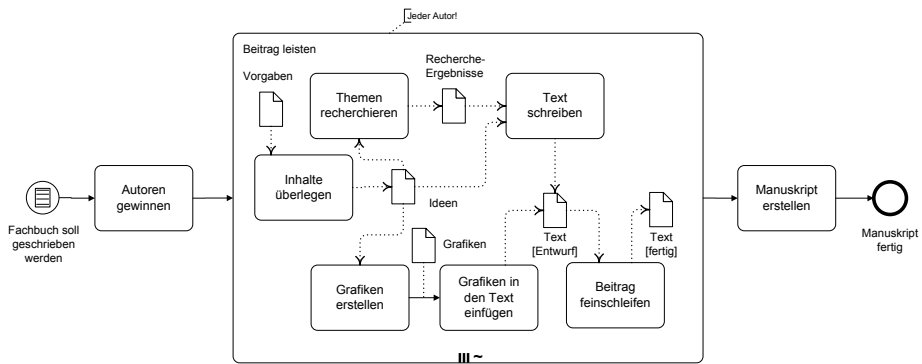 Jeder Autor!
Beitrag leisten
Vorgaben
Themen
recherchieren
Recherche-
Ergebnisse
Text
schreiben
Fachbuch soll
geschrieben
werden
Autoren
gewinnen
Inhalte
überlegen
Ideen
Grafiken
Grafiken
erstellen
Grafiken in
den Text
einfügen
Text
[Entwurf]
Beitrag
feinschleifen
Text
[fertig]
Manuskript
erstellen
Manuskript
fertig